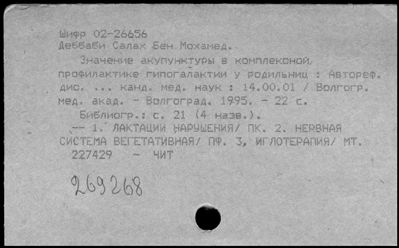 Шифр 02-26656
Деббаби Салах Бен Мохамед.
Значение акупунктуры в комплексной,
профилактике гипогалактии у родильниц : Автореф.
дис. ... канд. мед. наук : 14.00.01 / Волгогр.
мед. акад. - Волгоград, 1995. - 22 с.
Библиогр.: с. 21 (4 назв.).
-- 1. ЛАКТАЦИИ НАРУШЕНИЯ/ ПК. 2. НЕРВНАЯ
СИСТЕМА ВЕГЕТАТИВНАЯ/ ПФ. 3, ИГЛОТЕРАПИЯ/ МТ.
227429 - ЧИТ
269268